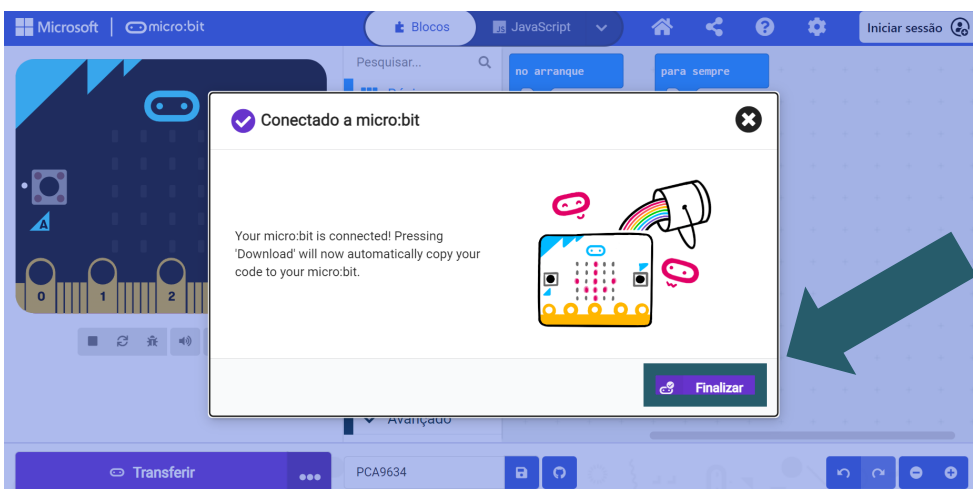 Microsoft micro:bit Blocos JS JavaScript Iniciar sessão
Pesquisar...
no arranque para sempre
Conectado a micro:bit
Your micro:bit is connected! Pressing
'Download' will now automatically copy your
code to your micro:bit.
A
0 1 2
Finalizar
Avançado
Transferir PCA9634